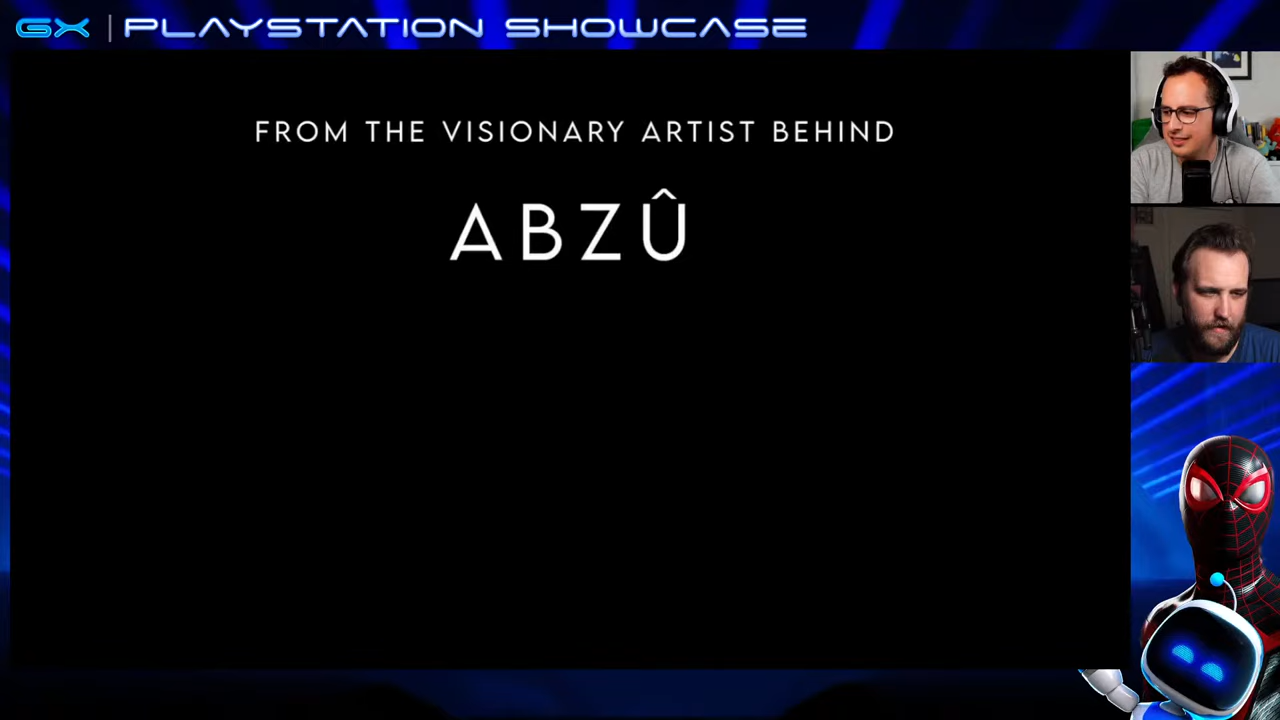 GX | PLAYSTATION SHOWCASE
FROM THE VISIONARY ARTIST BEHIND
ABZÛ